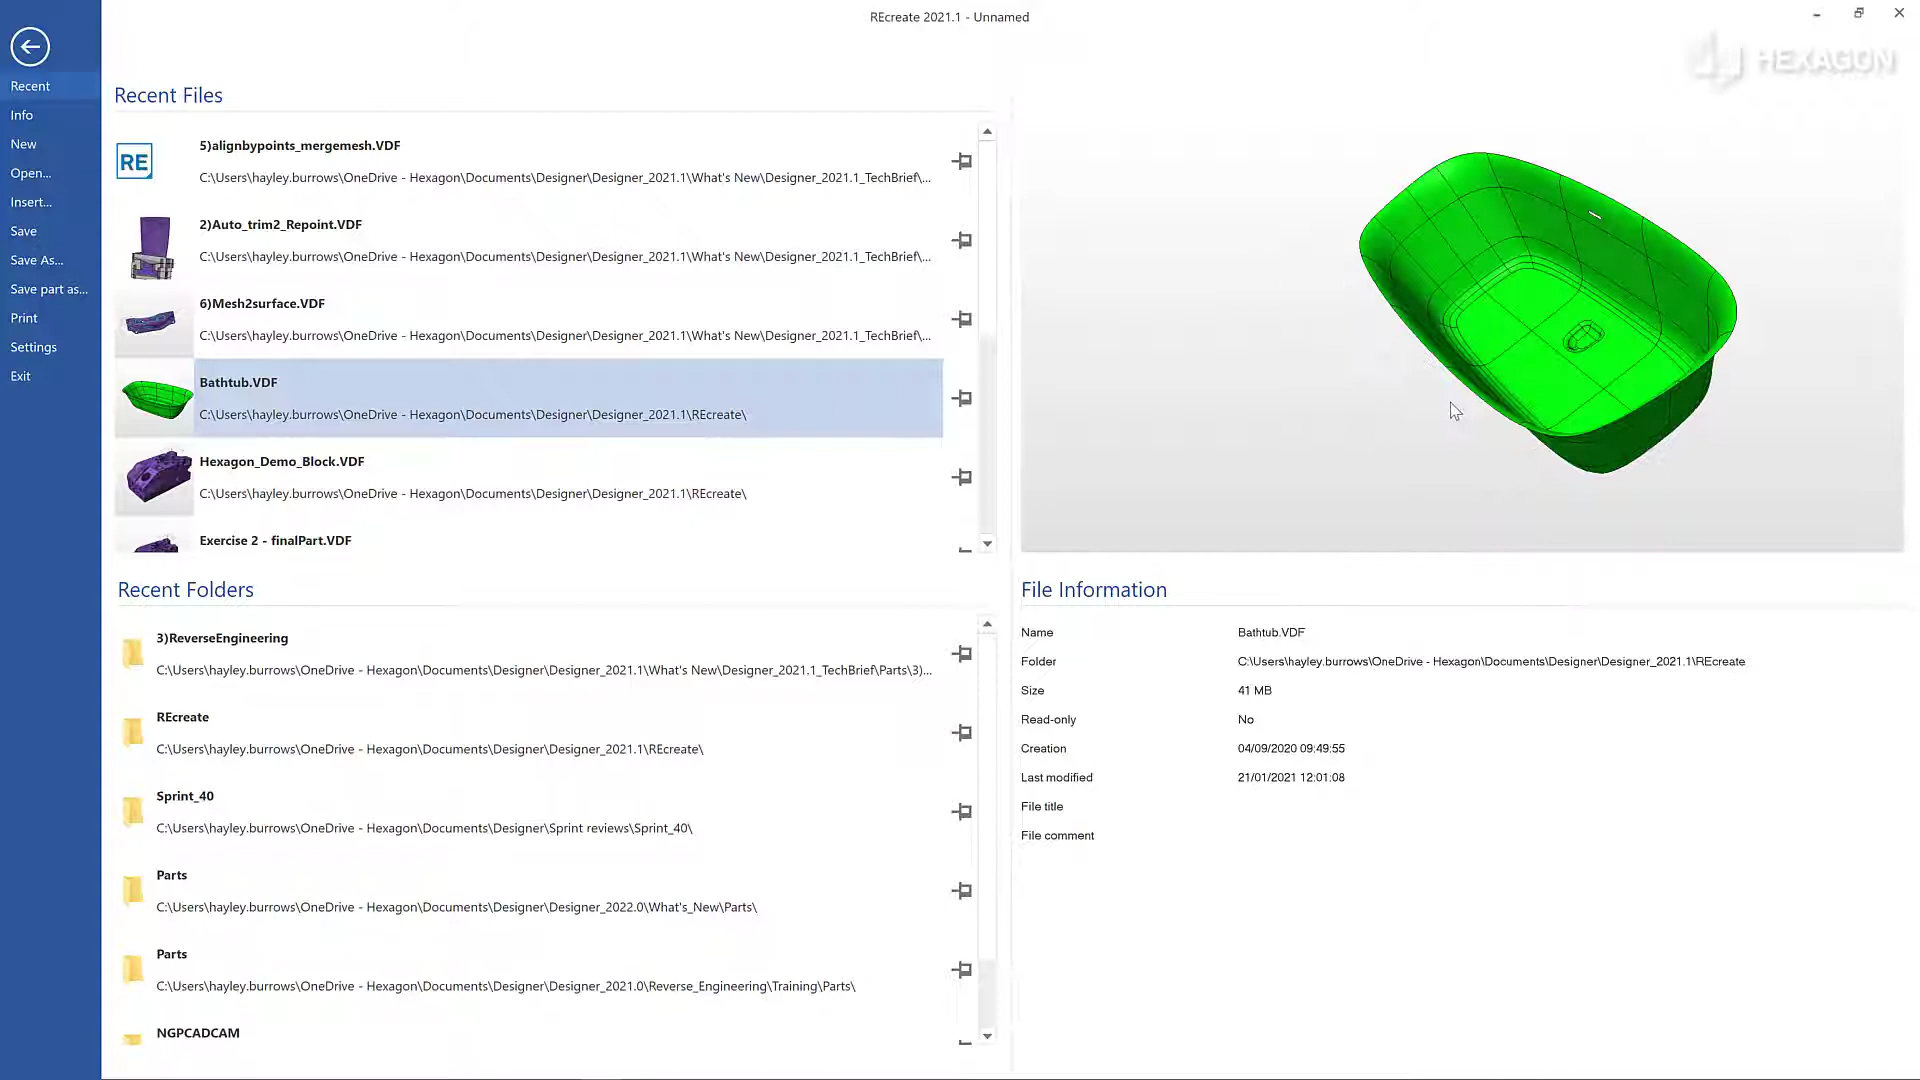 REcreate 2021.1 - Unnamed
HEXAGON
Recent
Info
New
Open...
Insert...
Save
Save As...
Save part as...
Print
Settings
Exit
Recent Files
RE
5)alignbypoints_mergemesh.VDF
C:\Users\hayley.burrows\OneDrive - Hexagon\Documents\Designer\Designer_2021.1\What's New\Designer_2021.1_TechBrief\...
2)Auto_trim2_Repoint.VDF
C:\Users\hayley.burrows\OneDrive - Hexagon\Documents\Designer\Designer_2021.1\What's New\Designer_2021.1_TechBrief\...
6)Mesh2surface.VDF
C:\Users\hayley.burrows\OneDrive - Hexagon\Documents\Designer\Designer_2021.1\What's New\Designer_2021.1_TechBrief\...
Bathtub.VDF
C:\Users\hayley.burrows\OneDrive - Hexagon\Documents\Designer\Designer_2021.1\REcreate\
Hexagon_Demo_Block.VDF
C:\Users\hayley.burrows\OneDrive - Hexagon\Documents\Designer\Designer_2021.1\REcreate\
Exercise 2 - finalPart.VDF
Recent Folders
3)ReverseEngineering
C:\Users\hayley.burrows\OneDrive - Hexagon\Documents\Designer\Designer_2021.1\What's New\Designer_2021.1_TechBrief\Parts\3)...
REcreate
C:\Users\hayley.burrows\OneDrive - Hexagon\Documents\Designer\Designer_2021.1\REcreate\
Sprint_40
C:\Users\hayley.burrows\OneDrive - Hexagon\Documents\Designer\Sprint reviews\Sprint_40\
Parts
C:\Users\hayley.burrows\OneDrive - Hexagon\Documents\Designer\Designer_2022.0\What's_New\Parts\
Parts
C:\Users\hayley.burrows\OneDrive - Hexagon\Documents\Designer\Designer_2021.0\Reverse_Engineering\Training\Parts\
NGPCADCAM
File Information
Name Bathtub.VDF
Folder C:\Users\hayley.burrows\OneDrive - Hexagon\Documents\Designer\Designer_2021.1\REcreate
Size 41 MB
Read-only No
Creation 04/09/2020 09:49:55
Last modified 21/01/2021 12:01:08
File title
File comment